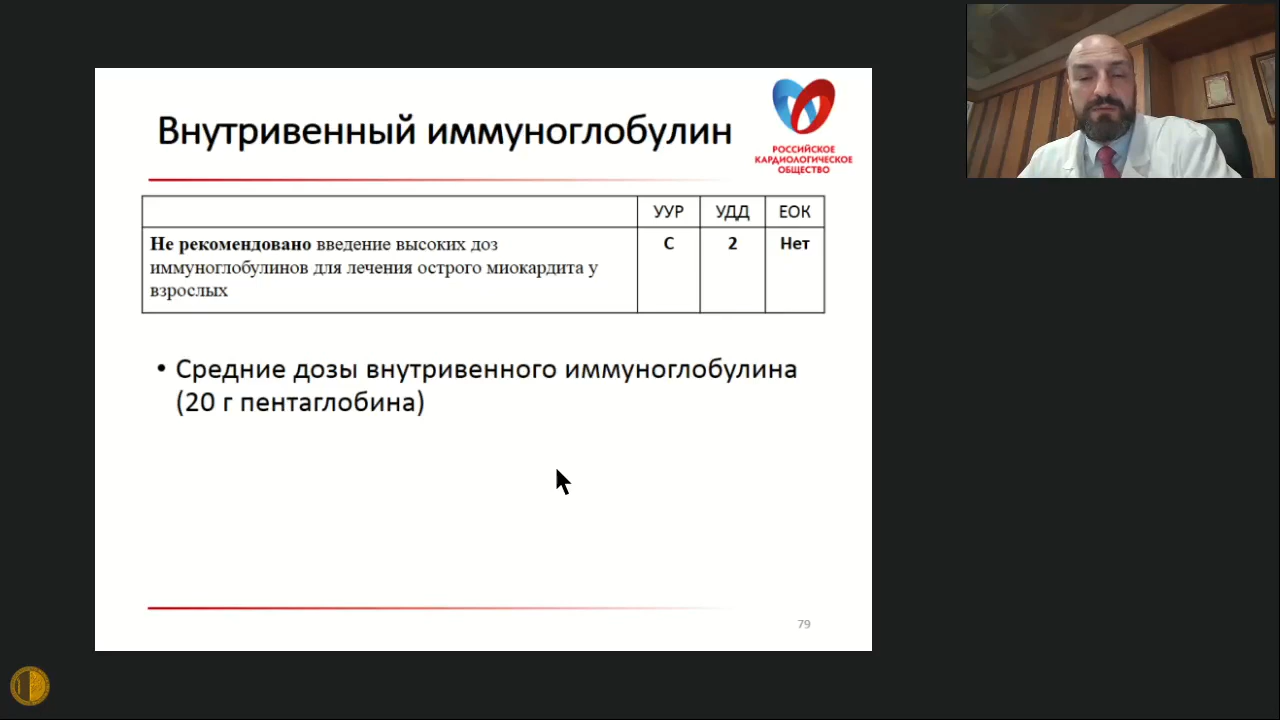 Внутривенный иммуноглобулин
РОССИЙСКОЕ
КАРДИОЛОГИЧЕСКОЕ
ОБЩЕСТВО
УУР УДД ЕОК
Не рекомендовано введение высоких доз
иммуноглобулинов для лечения острого миокардита у
взрослых
C 2 Нет
• Средние дозы внутривенного иммуноглобулина
(20 г пентаглобина)
79